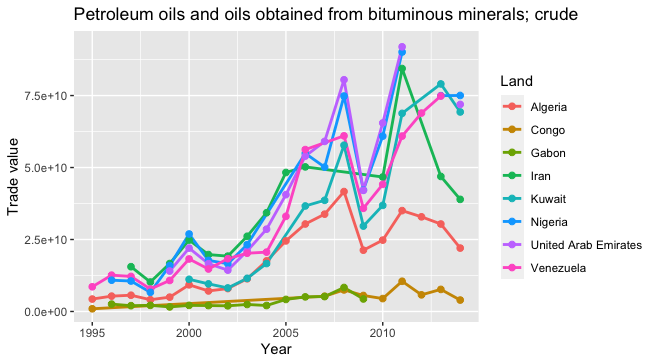 Petroleum oils and oils obtained from bituminous minerals; crude
7.5e+10
5.0e+10
2.5e+10
0.0e+00
Trade value
1995
2000
2005
2010
Year
Land
Algeria
Congo
Gabon
Iran
Kuwait
Nigeria
United Arab Emirates
Venezuela